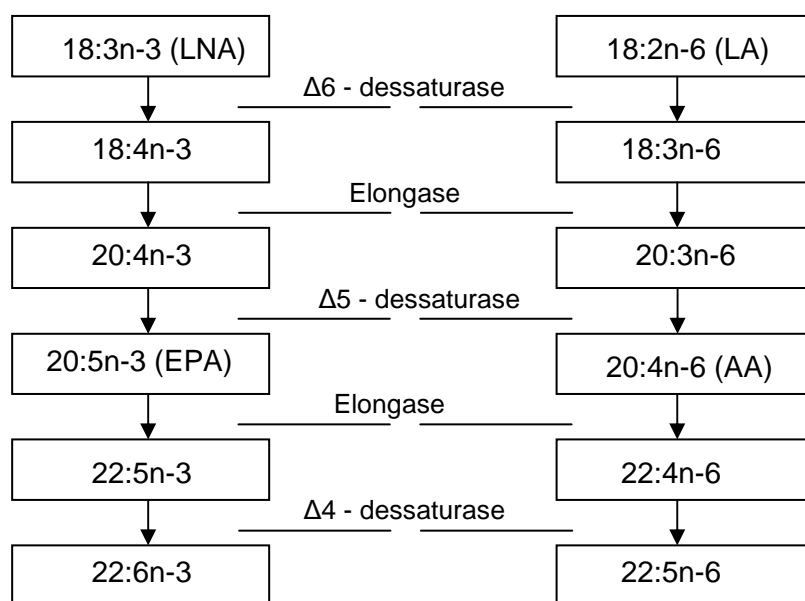 18:3n-3 (LNA)
18:2n-6 (LA)
Δ6 - dessaturase
18:4n-3
18:3n-6
Elongase
20:4n-3
20:3n-6
Δ5 - dessaturase
20:5n-3 (EPA)
20:4n-6 (AA)
Elongase
22:5n-3
22:4n-6
Δ4 - dessaturase
22:6n-3
22:5n-6